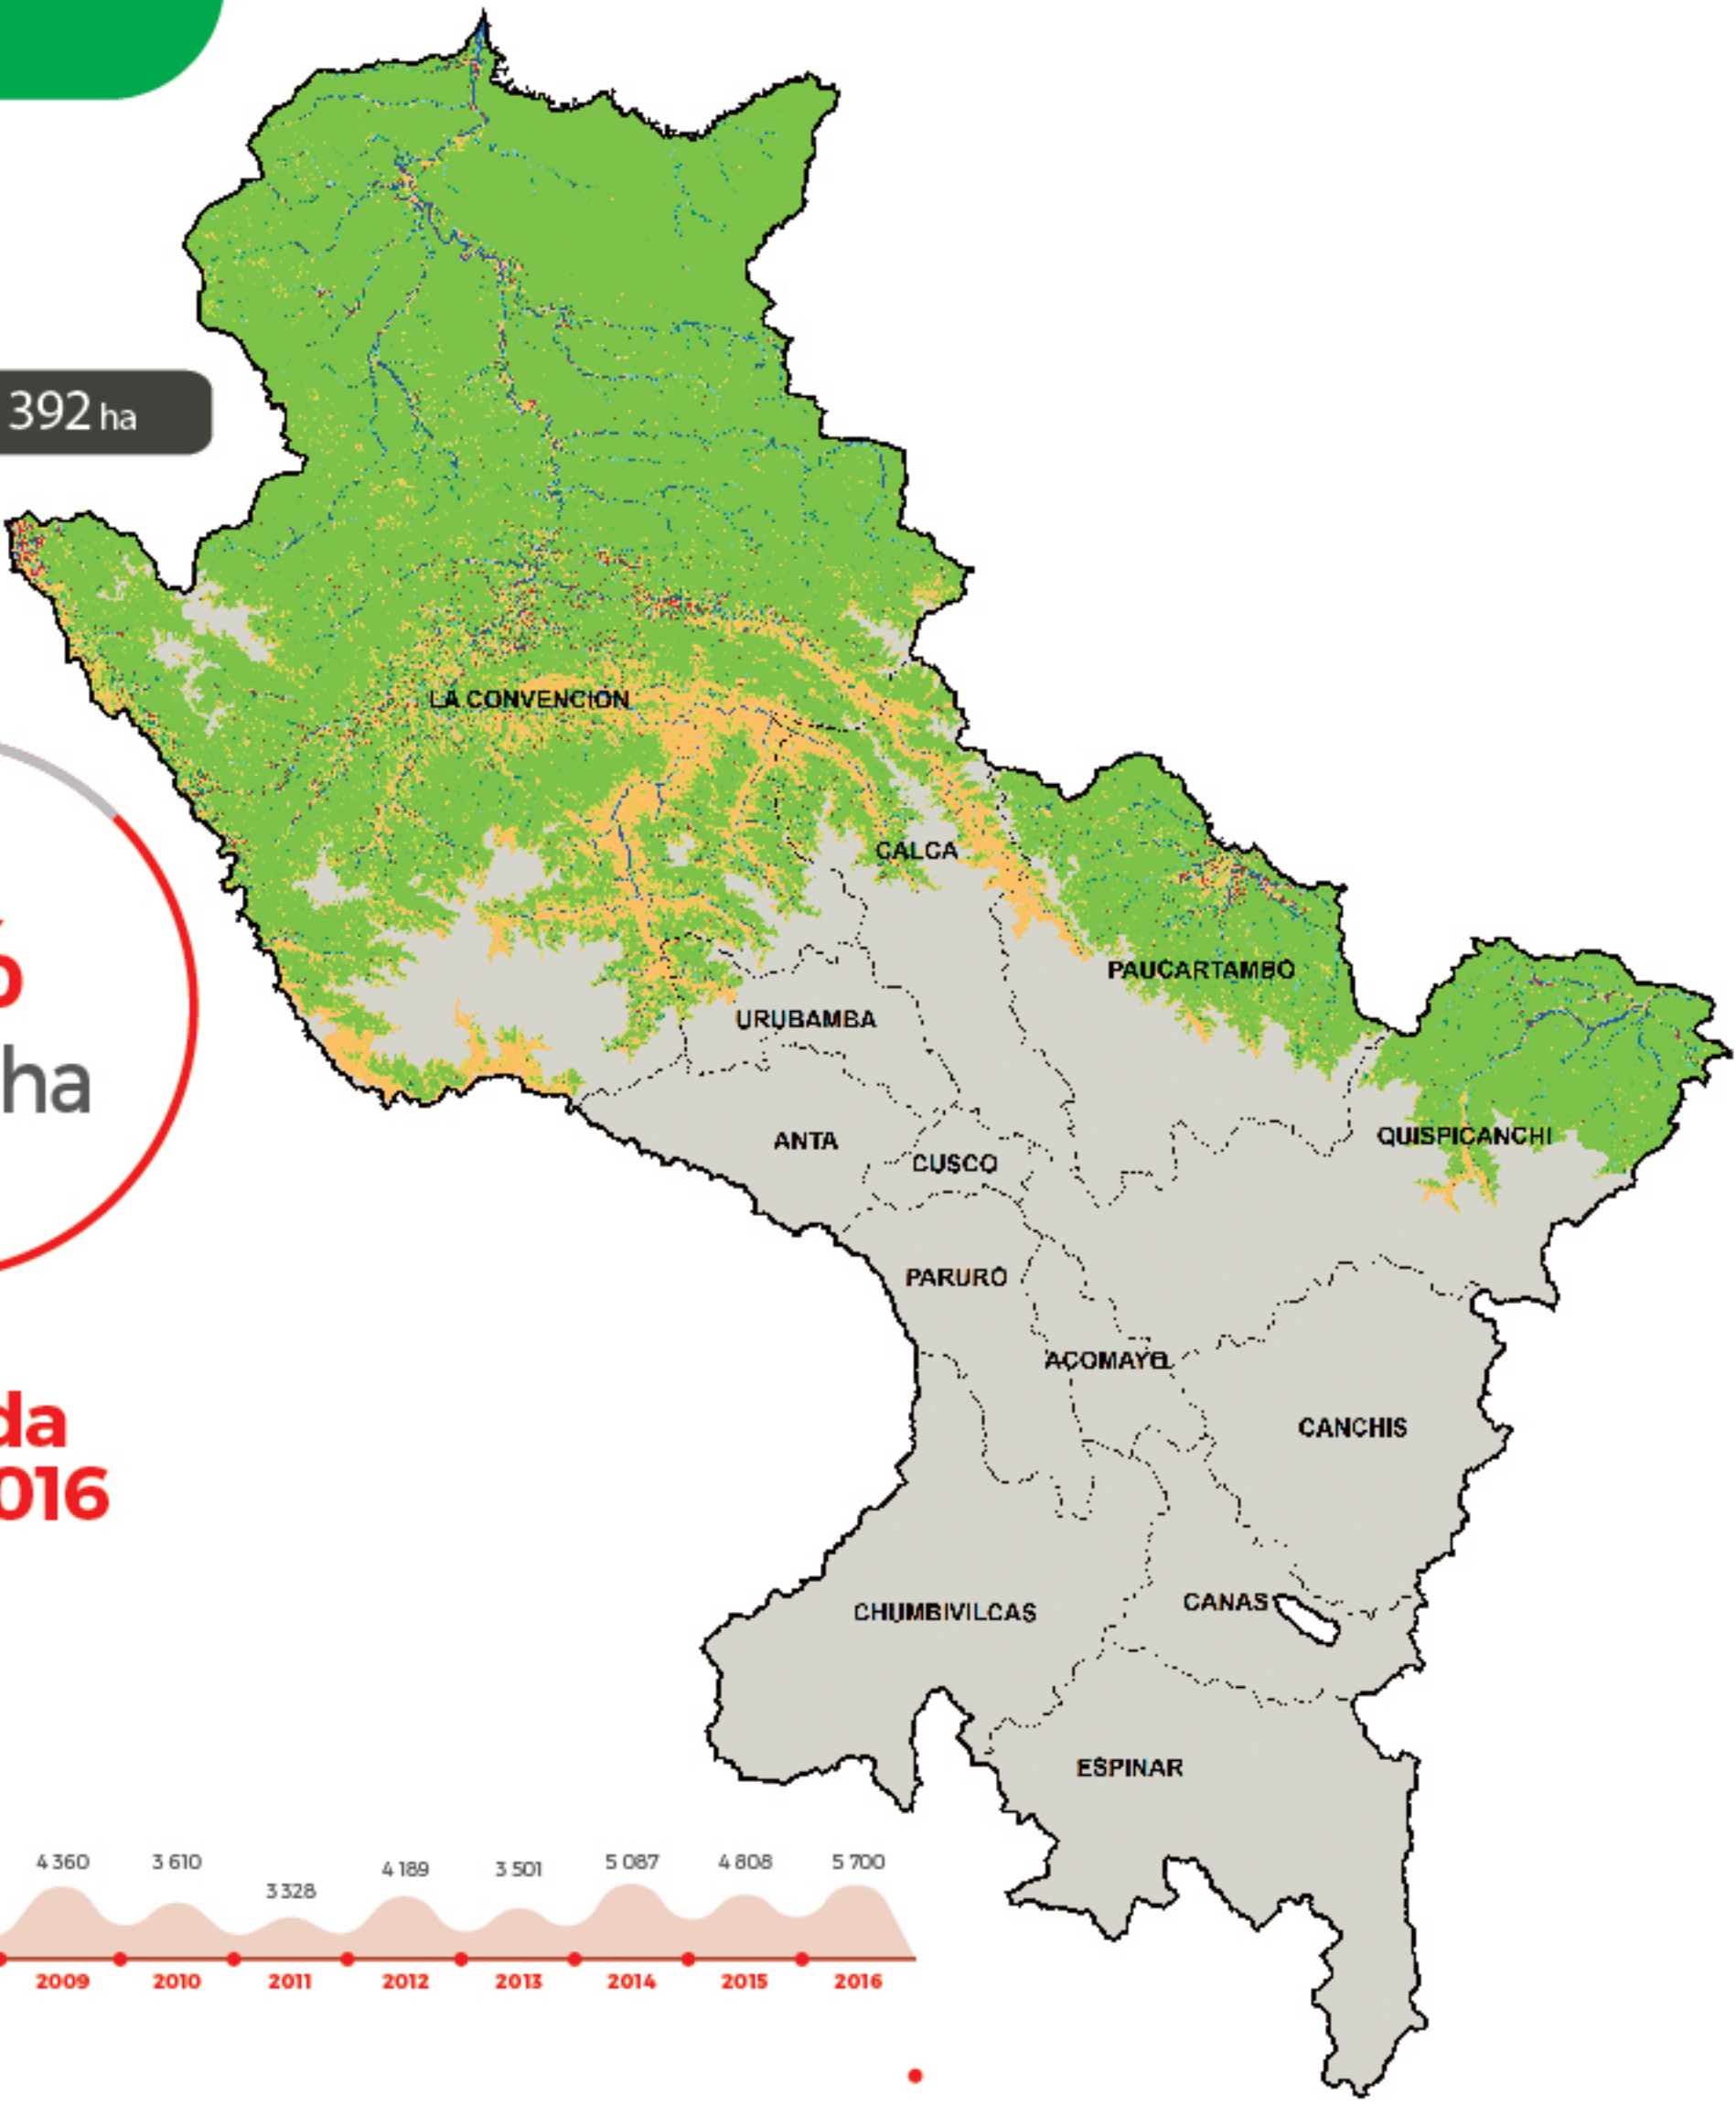 392 ha
LA CONVENCION
CALCA
PAUCARTAMBO
URUBAMBA
ha
ANTA
QUISPICANCHI
CUSCO
PARURO
ACOMAYO
da
CANCHIS
016
CANAS
CHUMBIVILCAS
ESPINAR
4 360 3 610 3 328 4 189 3 501 5 087 4 808 5 700
2009 2010 2011 2012 2013 2014 2015 2016